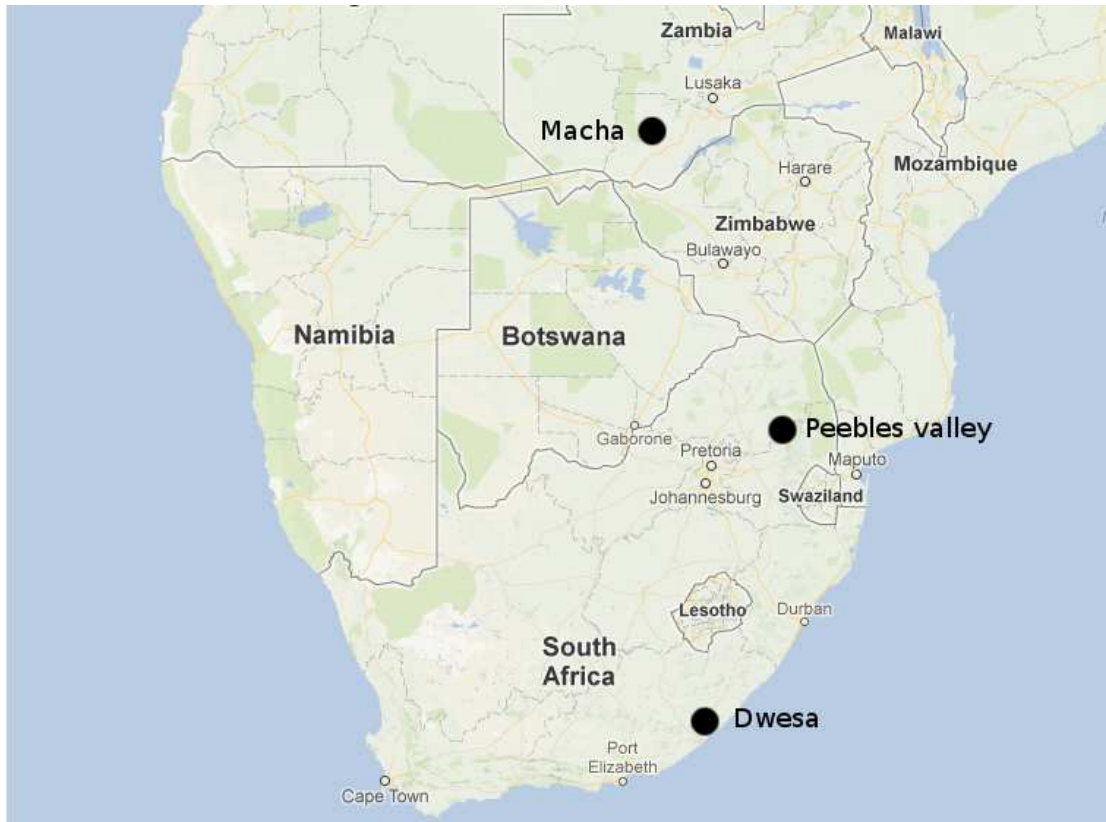 Zambia
Malawi
Lusaka
Macha
Mozambique
Harare
Zimbabwe
Bulawayo
Namibia
Botswana
Peebles valley
Gaborone
Pretoria
Maputo
Johannesburg
Swaziland
Lesotho
Durban
South
Africa
Dwesa
Port
Elizabeth
Cape Town